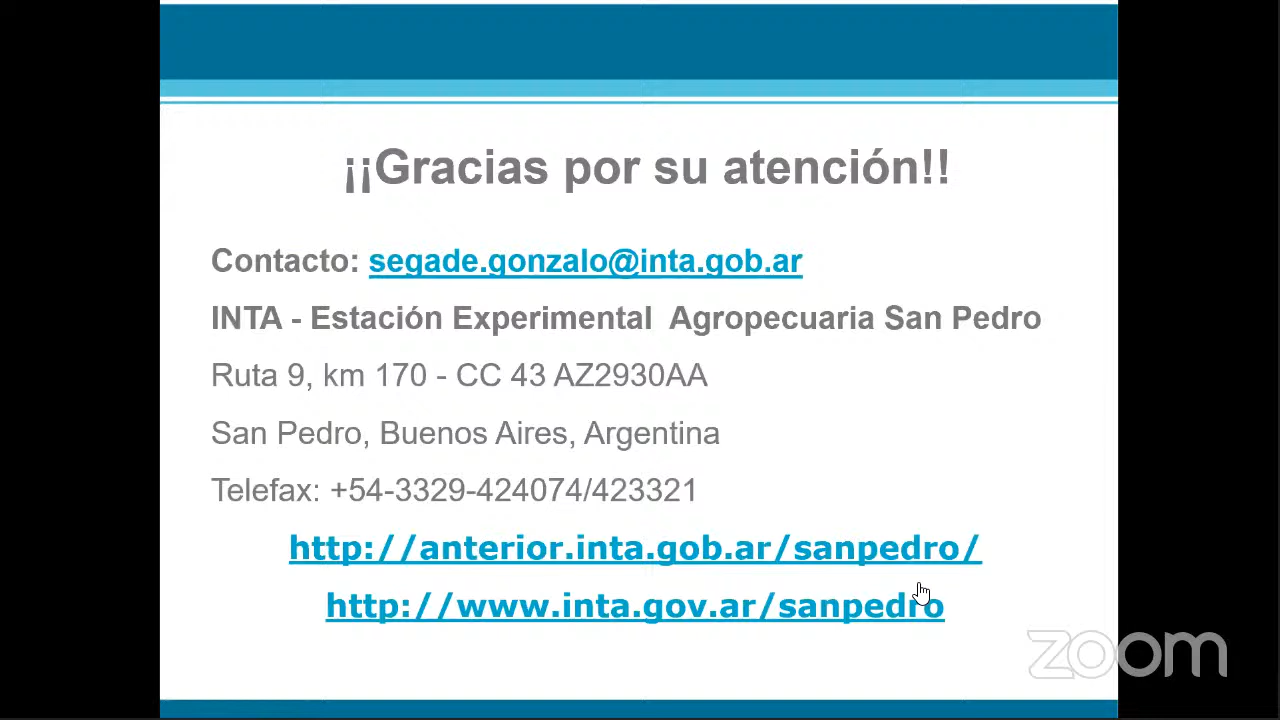 ¡¡Gracias por su atención!!
Contacto: segade.gonzalo@inta.gob.ar
INTA - Estación Experimental  Agropecuaria San Pedro
Ruta 9, km 170 - CC 43 AZ2930AA
San Pedro, Buenos Aires, Argentina
Telefax: +54-3329-424074/423321
http://anterior.inta.gob.ar/sanpedro/
http://www.inta.gov.ar/sanpedro
zoom